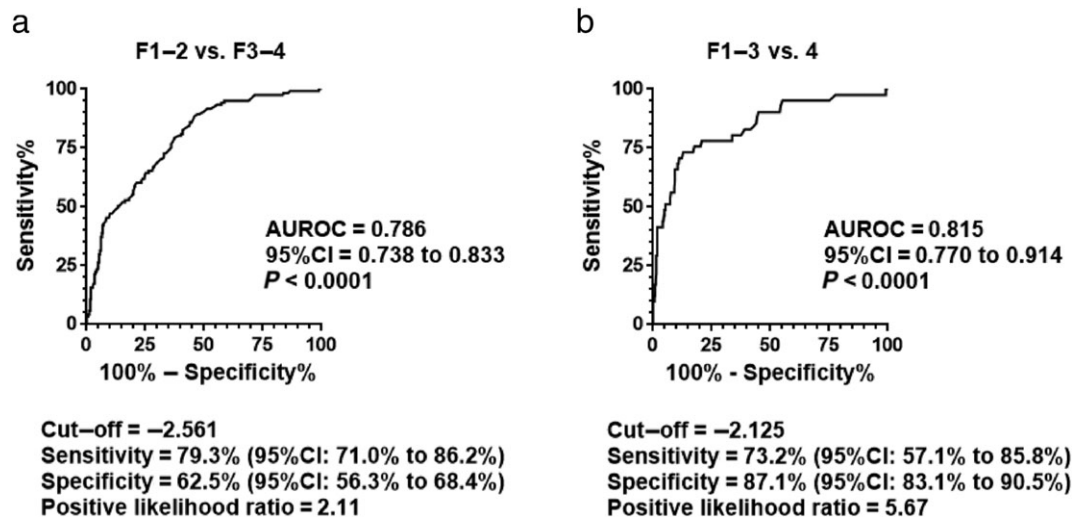 a
F1–2 vs. F3–4
100
75
50
25
0
Sensitivity%
AUROC = 0.786
95%CI = 0.738 to 0.833
P < 0.0001
0 25 50 75 100
100% – Specificity%
Cut–off = –2.561
Sensitivity = 79.3% (95%CI: 71.0% to 86.2%)
Specificity = 62.5% (95%CI: 56.3% to 68.4%)
Positive likelihood ratio = 2.11
b
F1–3 vs. 4
100
75
50
25
0
Sensitivity%
AUROC = 0.815
95%CI = 0.770 to 0.914
P < 0.0001
0 25 50 75 100
100% - Specificity%
Cut–off = –2.125
Sensitivity = 73.2% (95%CI: 57.1% to 85.8%)
Specificity = 87.1% (95%CI: 83.1% to 90.5%)
Positive likelihood ratio = 5.67